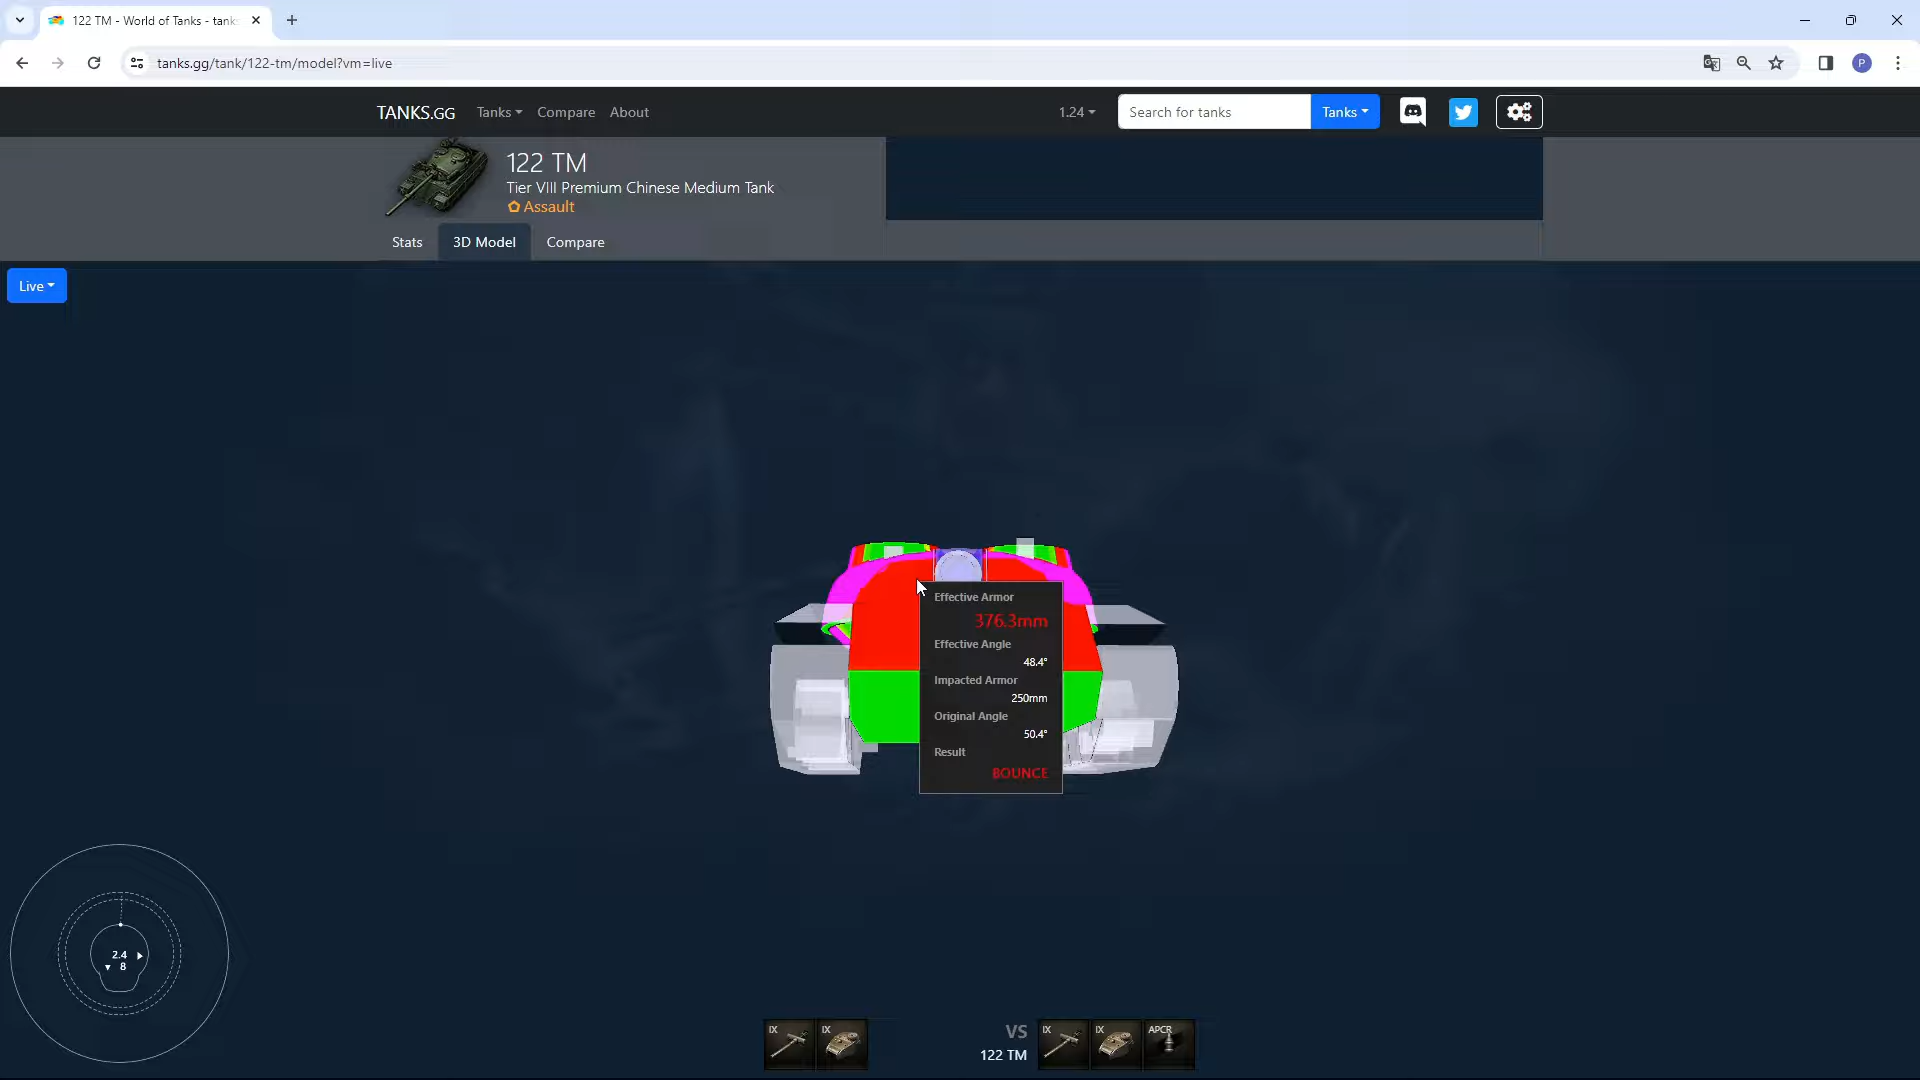 122 TM - World of Tanks - tanks
tanks.gg/tank/122-tm/model?vm=live
P
TANKS.GG
Tanks
Compare
About
1.24
Search for tanks
Tanks
122 TM
Tier VIII Premium Chinese Medium Tank
Assault
Stats
3D Model
Compare
Live
Effective Armor
376.3mm
Effective Angle
48.4°
Impacted Armor
250mm
Original Angle
50.4°
Result
BOUNCE
2.4
8
IX
IX
VS
122 TM
IX
IX
APCR